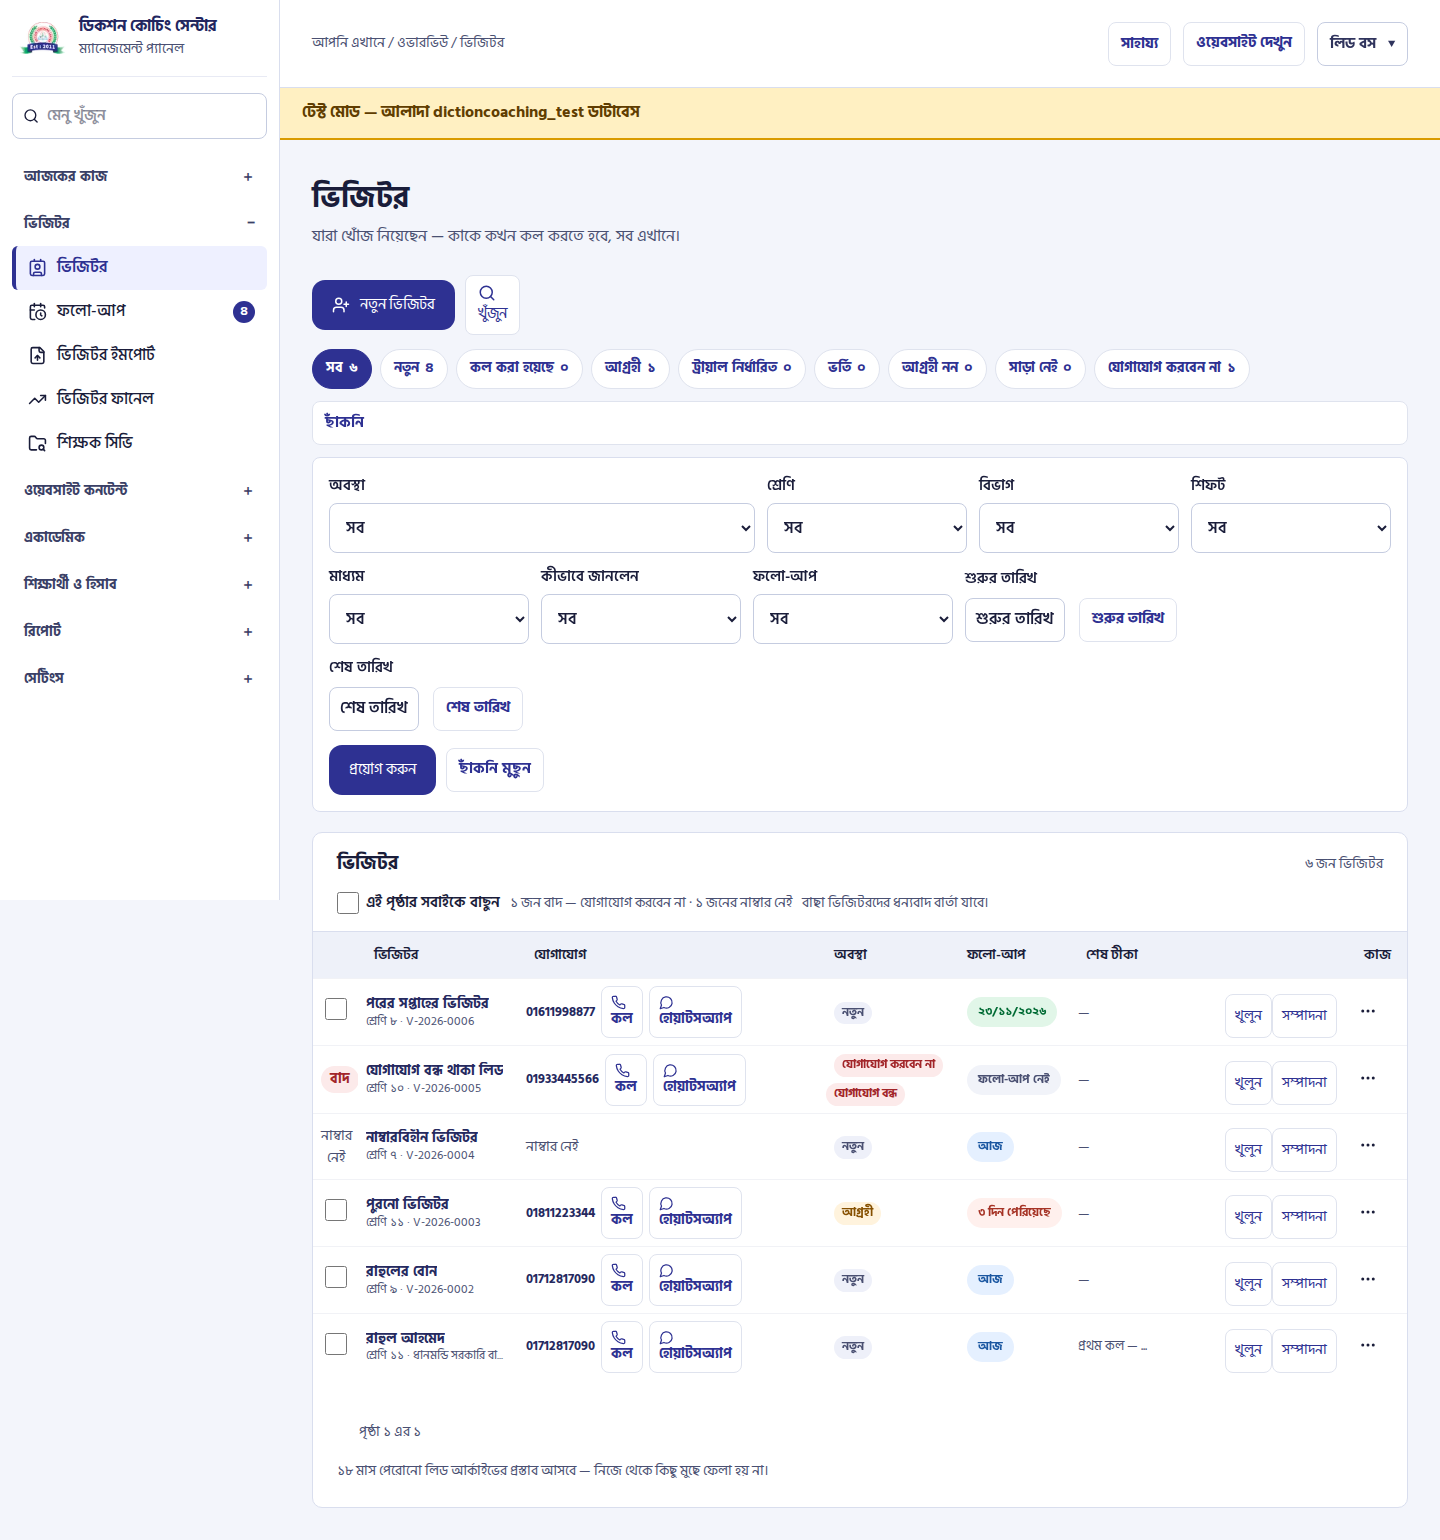 ডিকশন কোচিং সেন্টার
ম্যানেজমেন্ট প্যানেল
Est : 2011
আপনি এখানে / ওভারভিউ / ভিজিটর
সাহায্য
ওয়েবসাইট দেখুন
লিড বস ▾
মেনু খুঁজুন
টেস্ট মোড — আলাদা dictioncoaching_test ডাটাবেস
আজকের কাজ +
ভিজিটর −
ভিজিটর
ফলো-আপ ৪
ভিজিটর ইমপোর্ট
ভিজিটর ফানেল
শিক্ষক সিভি
ওয়েবসাইট কনটেন্ট +
একাডেমিক +
শিক্ষার্থী ও হিসাব +
রিপোর্ট +
সেটিংস +
ভিজিটর
যারা খোঁজ নিয়েছেন — কাকে কখন কল করতে হবে, সব এখানে।
নতুন ভিজিটর
খুঁজুন
সব ৬
নতুন ৪
কল করা হয়েছে ০
আগ্রহী ১
ট্রায়াল নির্ধারিত ০
ভর্তি ০
আগ্রহী নন ০
সাড়া নেই ০
যোগাযোগ করবেন না ১
ছাঁকনি
অবস্থা শ্রেণি বিভাগ শিফট
সব সব সব সব
মাধ্যম কীভাবে জানলেন ফলো-আপ শুরুর তারিখ
সব সব সব শুরুর তারিখ শুরুর তারিখ
শেষ তারিখ
শেষ তারিখ শেষ তারিখ
প্রয়োগ করুন ছাঁকনি মুছুন
ভিজিটর
৬ জন ভিজিটর
এই পৃষ্ঠার সবাইকে বাছুন ১ জন বাদ — যোগাযোগ করবেন না · ১ জনের নাম্বার নেই বাছা ভিজিটরদের ধন্যবাদ বার্তা যাবে।
ভিজিটর যোগাযোগ অবস্থা ফলো-আপ শেষ টীকা কাজ
পরের সপ্তাহের ভিজিটর
শ্রেণি ৮ · V-2026-0006
01611998877 কল হোয়াটসঅ্যাপ নতুন ২৩/১১/২০২৬ — খুলুন সম্পাদনা ···
বাদ
যোগাযোগ বন্ধ থাকা লিড
শ্রেণি ১০ · V-2026-0005
01933445566 কল হোয়াটসঅ্যাপ
যোগাযোগ করবেন না
যোগাযোগ বন্ধ
ফলো-আপ নেই — খুলুন সম্পাদনা ···
নাম্বার
নেই
নাম্বারবিহীন ভিজিটর
শ্রেণি ৭ · V-2026-0004
নাম্বার নেই নতুন আজ — খুলুন সম্পাদনা ···
পুরনো ভিজিটর
শ্রেণি ১১ · V-2026-0003
01811223344 কল হোয়াটসঅ্যাপ আগ্রহী ৩ দিন পেরিয়েছে — খুলুন সম্পাদনা ···
রাহুলের বোন
শ্রেণি ৯ · V-2026-0002
01712817090 কল হোয়াটসঅ্যাপ নতুন আজ — খুলুন সম্পাদনা ···
রাহুল আহমেদ
শ্রেণি ১১ · ধানমন্ডি সরকারি বা...
01712817090 কল হোয়াটসঅ্যাপ নতুন আজ প্রথম কল — ... খুলুন সম্পাদনা ···
পৃষ্ঠা ১ এর ১
১৮ মাস পেরোনো লিড আর্কাইভের প্রস্তাব আসবে — নিজে থেকে কিছু মুছে ফেলা হয় না।